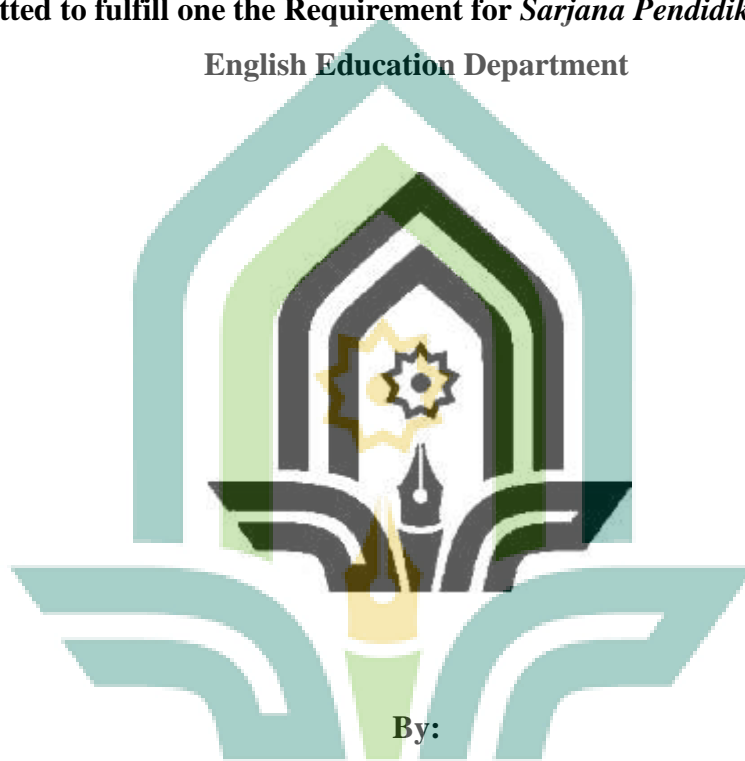 tted to fulfill one the Requirement for Sarjana Pendidik
English Education Department
By: